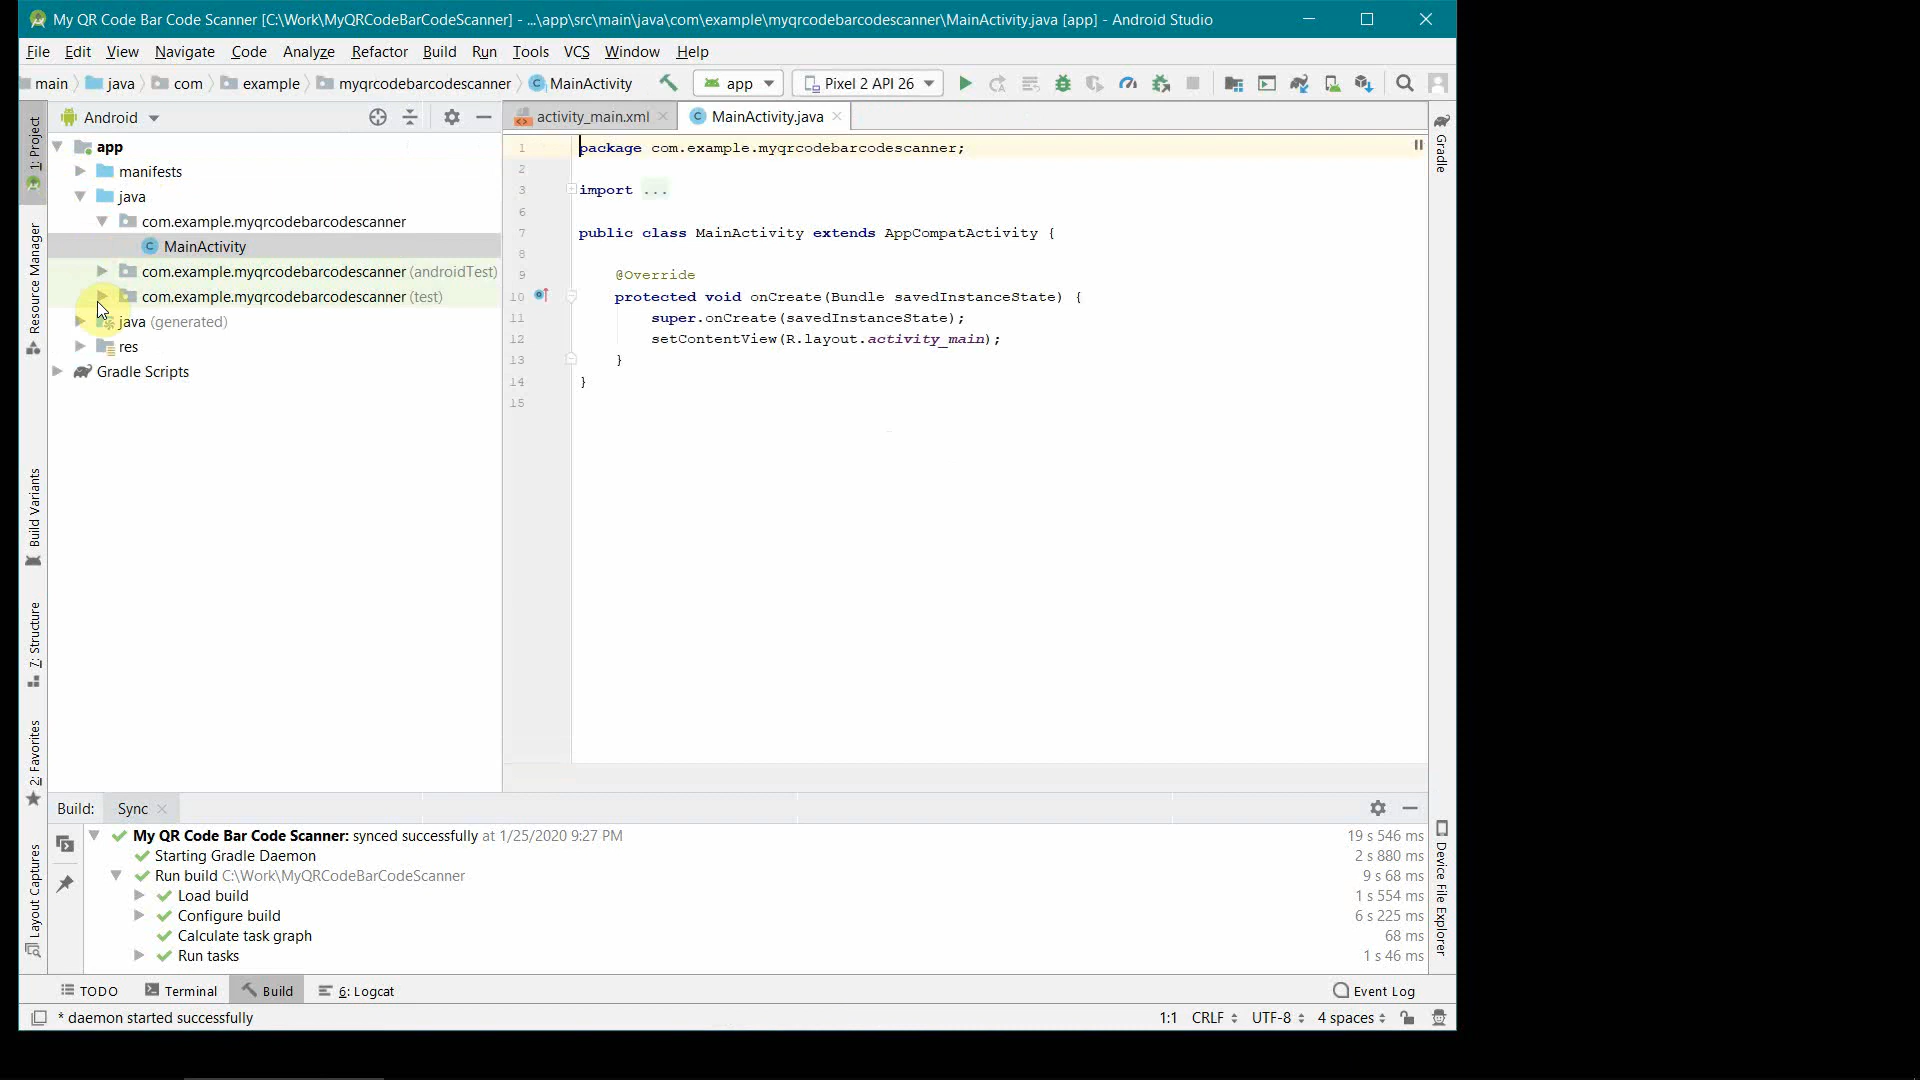 My QR Code Bar Code Scanner [C:\Work\MyQRCodeBarCodeScanner] - ...\app\src\main\java\com\example\myqrcodebarcodescanner\MainActivity.java [app] - Android Studio
File Edit View Navigate Code Analyze Refactor Build Run Tools VCS Window Help
main java com example myqrcodebarcodescanner MainActivity app Pixel 2 API 26
Android
activity_main.xml MainActivity.java
1: Project
Resource Manager
Build Variants
7: Structure
2: Favorites
Layout Captures
app
manifests
java
com.example.myqrcodebarcodescanner
MainActivity
com.example.myqrcodebarcodescanner (androidTest)
com.example.myqrcodebarcodescanner (test)
java (generated)
res
Gradle Scripts
1 package com.example.myqrcodebarcodescanner;
2
3 import ...
6
7 public class MainActivity extends AppCompatActivity {
8
9 @Override
10 protected void onCreate(Bundle savedInstanceState) {
11 super.onCreate(savedInstanceState);
12 setContentView(R.layout.activity_main);
13 }
14 }
15
Gradle
Device File Explorer
Build: Sync
My QR Code Bar Code Scanner: synced successfully at 1/25/2020 9:27 PM 19 s 546 ms
Starting Gradle Daemon 2 s 880 ms
Run build C:\Work\MyQRCodeBarCodeScanner 9 s 68 ms
Load build 1 s 554 ms
Configure build 6 s 225 ms
Calculate task graph 68 ms
Run tasks 1 s 46 ms
TODO Terminal Build 6: Logcat Event Log
* daemon started successfully 1:1 CRLF UTF-8 4 spaces